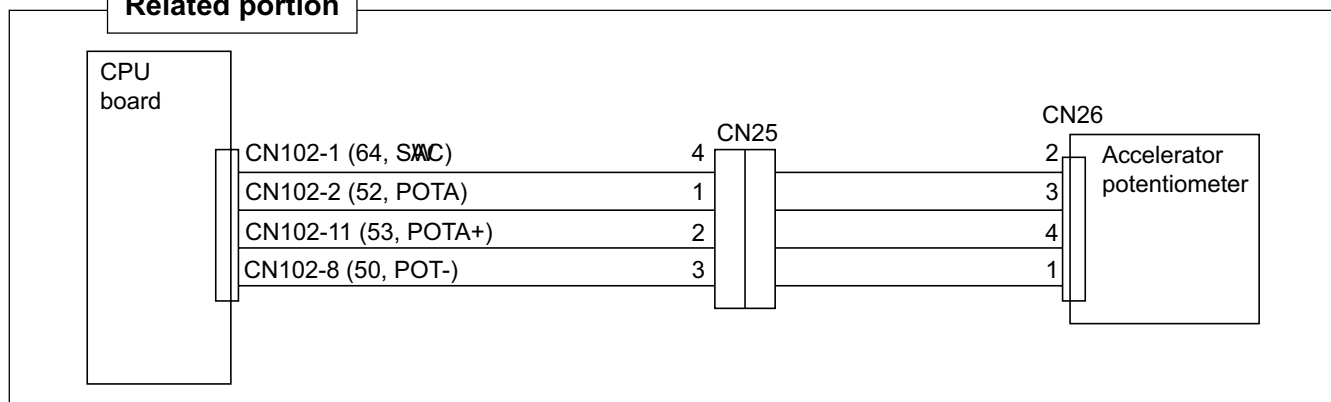 Related portion
CPU
board
CN102-1 (64, SWAC)
CN102-2 (52, POTA)
CN102-11 (53, POTA+)
CN102-8 (50, POT-)
4
1
2
3
CN25
CN26
2
3
4
1
Accelerator
potentiometer